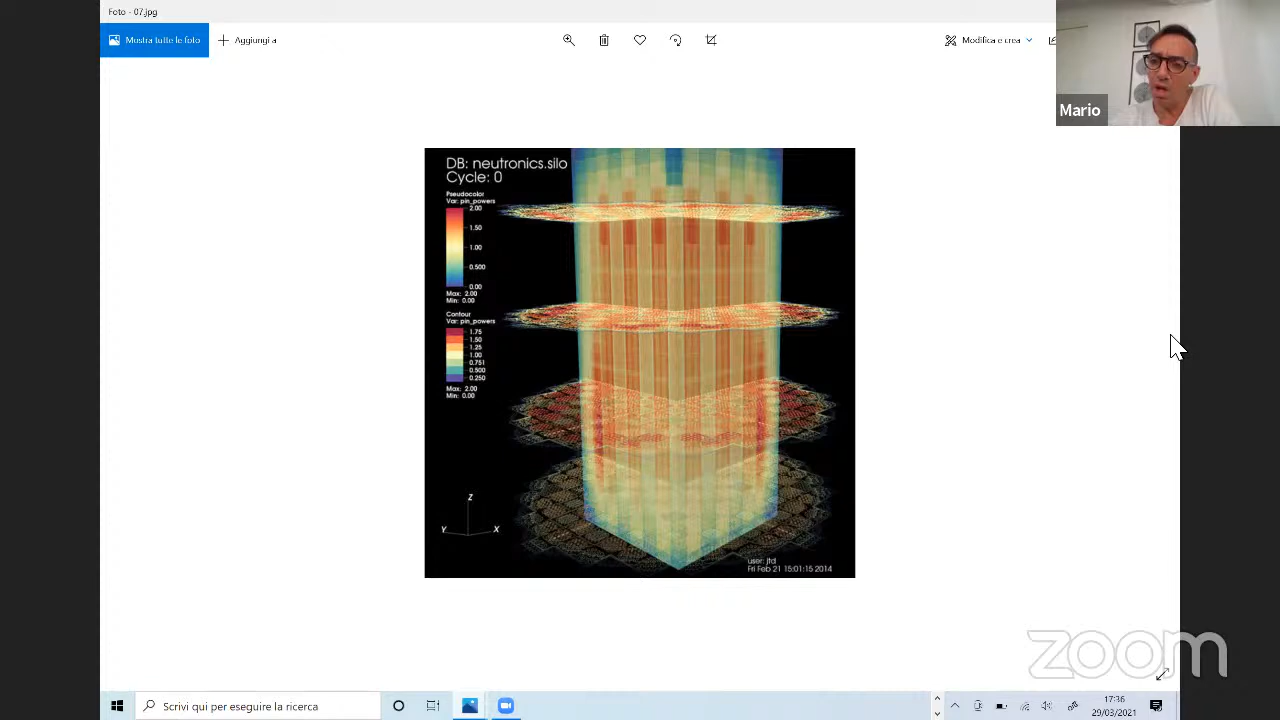 Foto - 07.jpg
Mostra tutte le foto
Aggiungi a
Modifica e crea
Mario
DB: neutronics.silo
Cycle: 0
Pseudocolor
Var: pin_powers
2.00
1.50
1.00
0.500
0.00
Max: 2.00
Min: 0.00
Contour
Var: pin_powers
1.75
1.50
1.25
1.00
0.751
0.500
0.250
Max: 2.00
Min: 0.00
Z
Y
X
user: jtd
Fri Feb 21 15:01:15 2014
zoom
Scrivi qui per eseguire la ricerca
17:36
29/03/2021